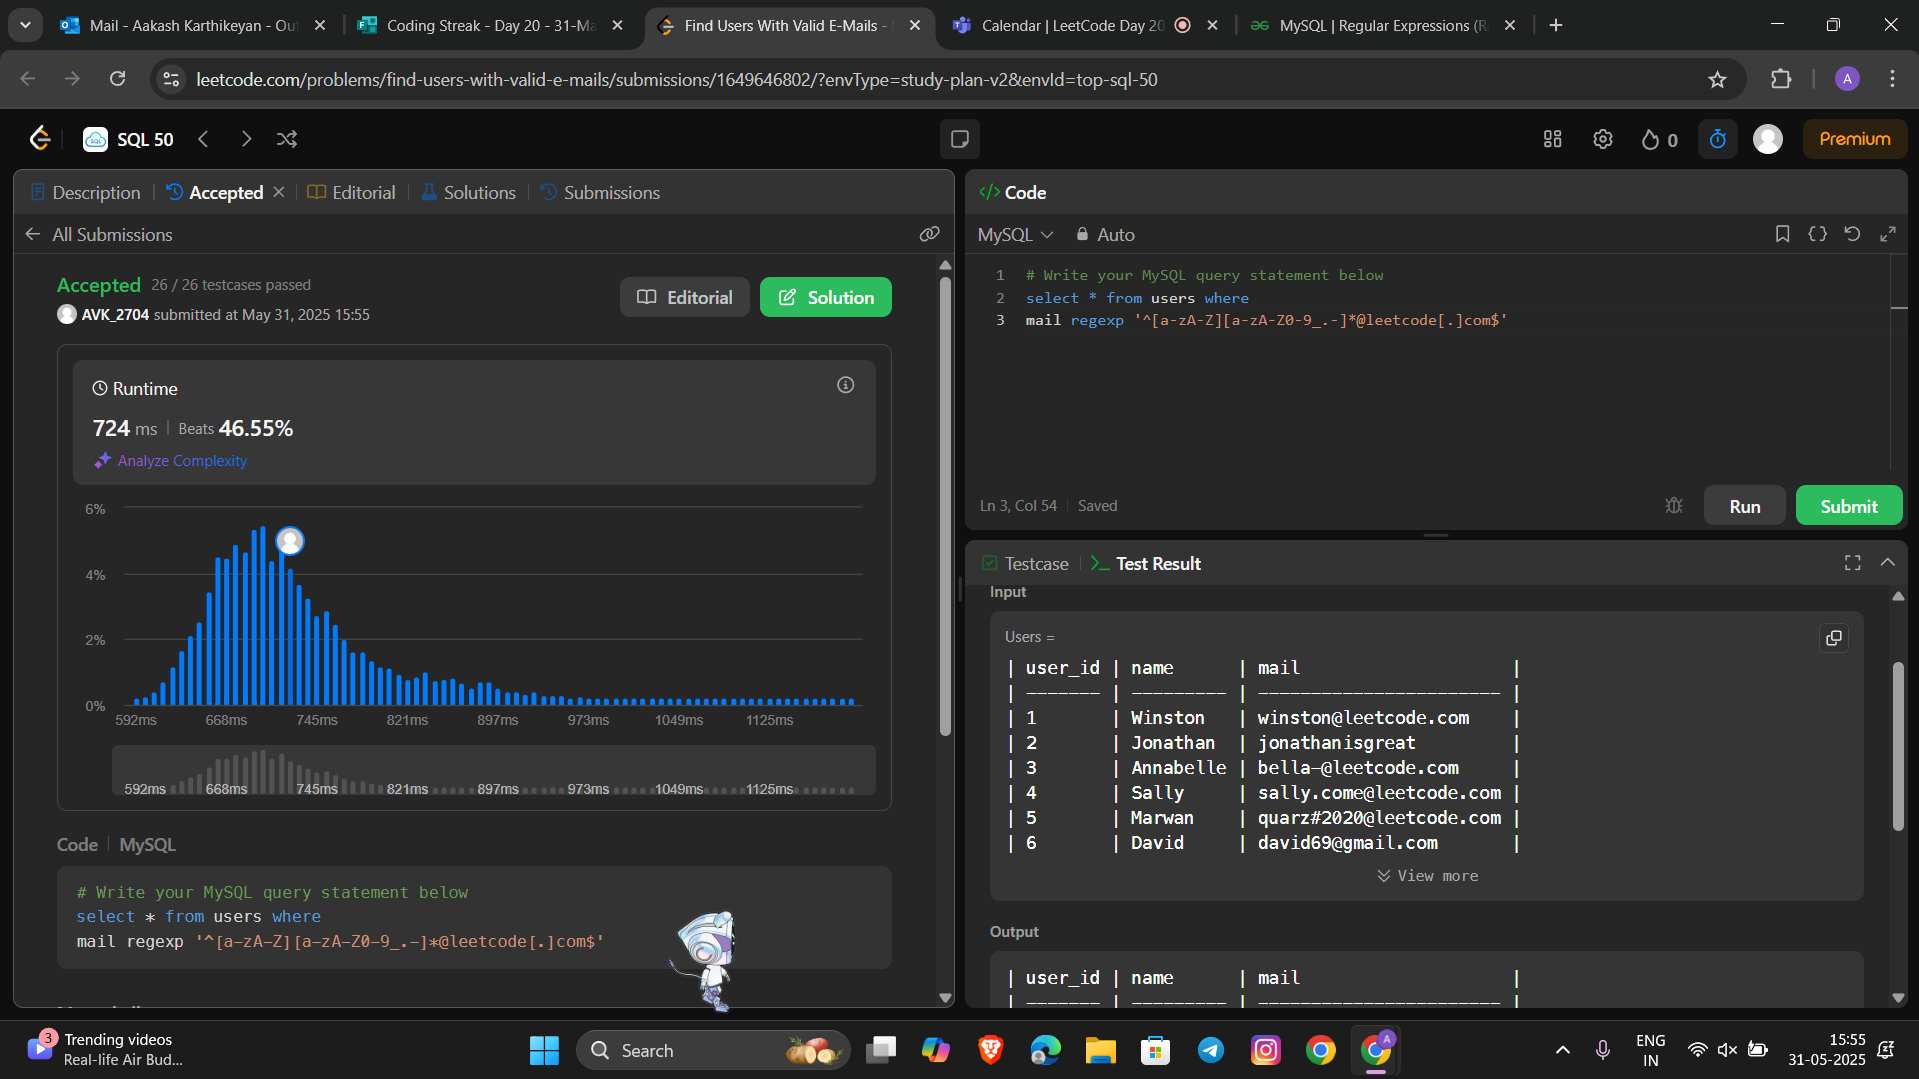 Mail - Aakash Karthikeyan - Out
Coding Streak - Day 20 - 31-Ma
Find Users With Valid E-Mails -
Calendar | LeetCode Day 20
MySQL | Regular Expressions (R
leetcode.com/problems/find-users-with-valid-e-mails/submissions/1649646802/?envType=study-plan-v2&envId=top-sql-50
A
SQL 50
0
Premium
Description
Accepted
Editorial
Solutions
Submissions
All Submissions
Accepted 26 / 26 testcases passed
AVK_2704 submitted at May 31, 2025 15:55
Editorial
Solution
Runtime
724 ms | Beats 46.55%
Analyze Complexity
6%
4%
2%
0%
592ms 668ms 745ms 821ms 897ms 973ms 1049ms 1125ms
592ms 668ms 745ms 821ms 897ms 973ms 1049ms 1125ms
Code | MySQL
# Write your MySQL query statement below
select * from users where
mail regexp '^[a-zA-Z][a-zA-Z0-9_.-]*@leetcode[.]com$'
</> Code
MySQL
Auto
1 # Write your MySQL query statement below
2 select * from users where
3 mail regexp '^[a-zA-Z][a-zA-Z0-9_.-]*@leetcode[.]com$'
Ln 3, Col 54 | Saved
Run
Submit
Testcase
Test Result
Input
Users =
| user_id | name      | mail                    |
| ------- | --------- | ----------------------- |
| 1       | Winston   | winston@leetcode.com    |
| 2       | Jonathan  | jonathanisgreat         |
| 3       | Annabelle | bella-@leetcode.com     |
| 4       | Sally     | sally.come@leetcode.com |
| 5       | Marwan    | quarz#2020@leetcode.com |
| 6       | David     | david69@gmail.com       |
View more
Output
| user_id | name      | mail                    |
| ------- | --------- | ----------------------- |
3
Trending videos
Real-life Air Bud...
Search
A
ENG
IN
15:55
31-05-2025